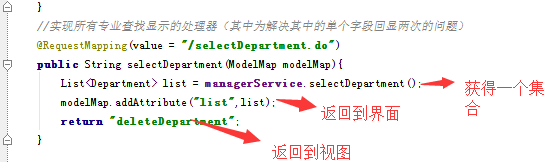 }
//实现所有专业查找显示的处理器（其中为解决其中的单个字段回显两次的问题）
@RequestMapping(value = "/selectDepartment.do")
public String selectDepartment(ModelMap modelMap){
List<Department> list = managerService.selectDepartment();
获得一个集
合
modelMap.addAttribute("list",list);
返回到界面
return "deleteDepartment";
返回到视图
}